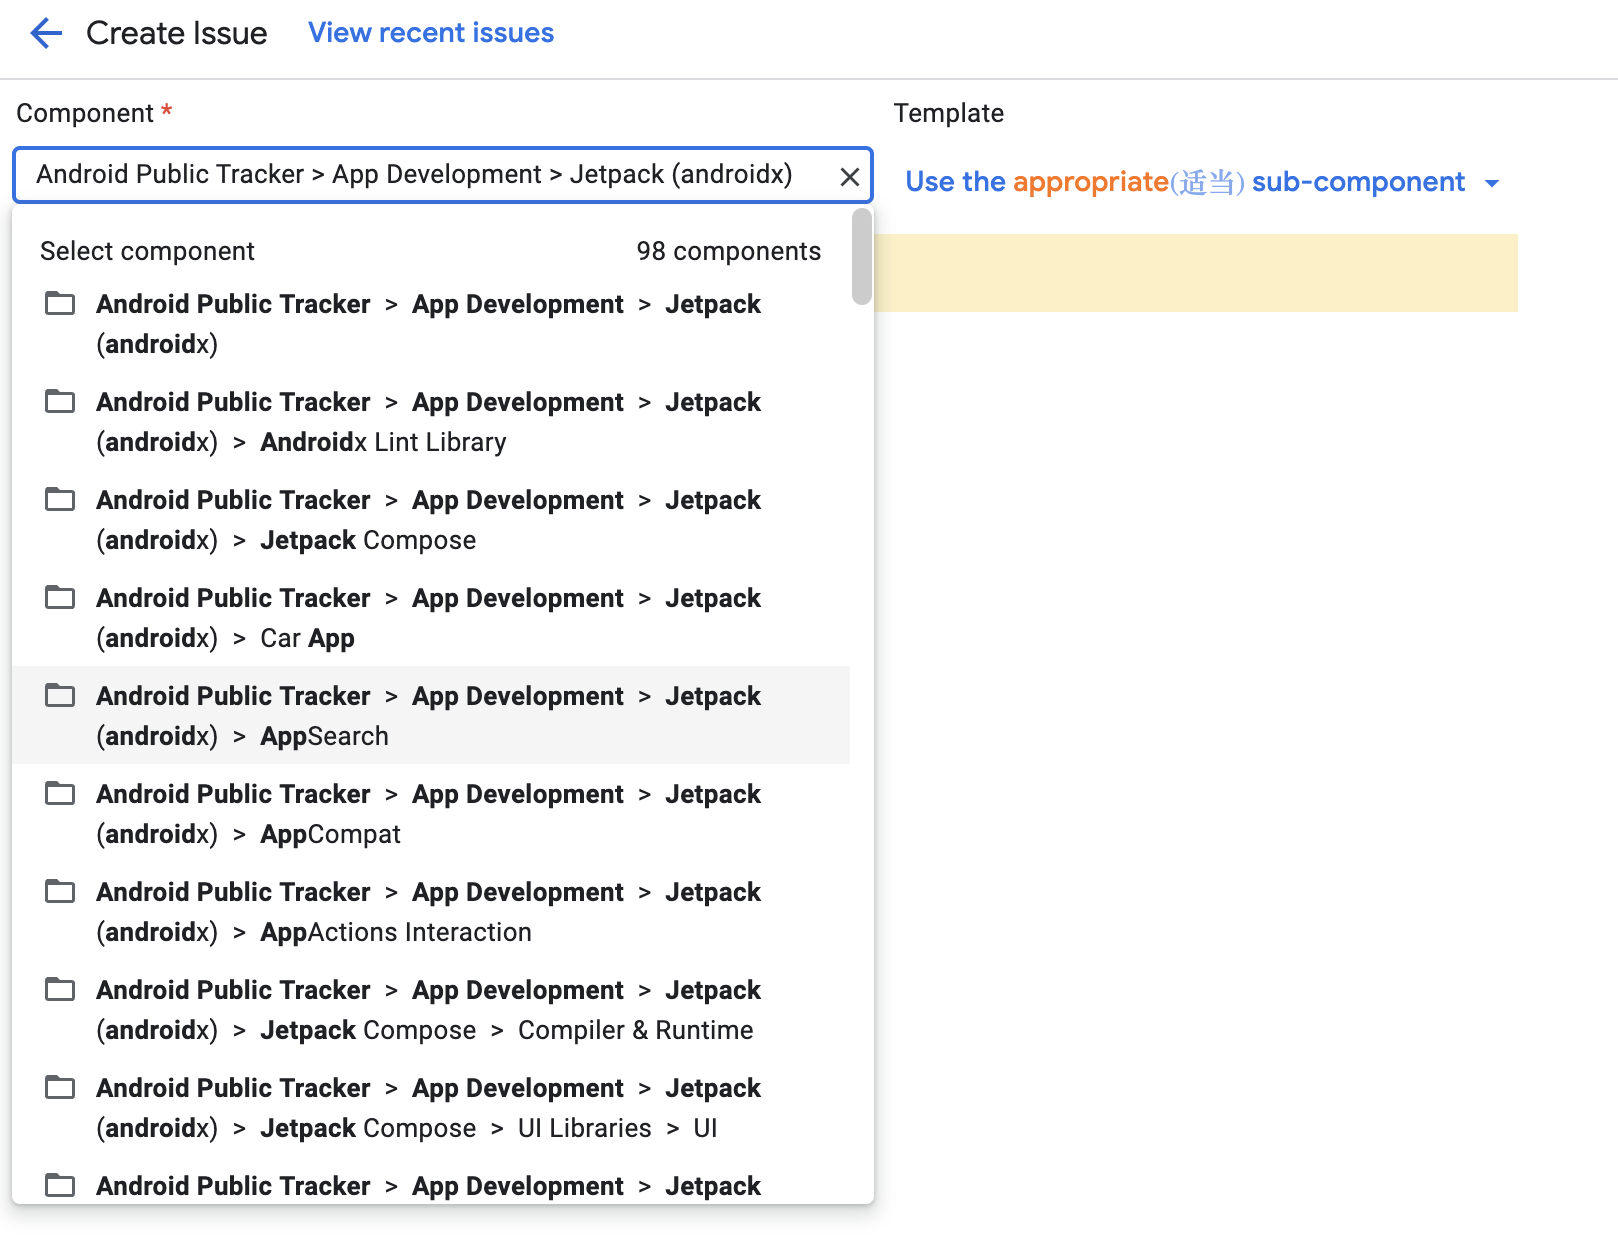 Create Issue View recent issues
Component *
Template
Android Public Tracker > App Development > Jetpack (androidx)
Use the appropriate(适当) sub-component
Select component 98 components
Android Public Tracker > App Development > Jetpack
(androidx)
Android Public Tracker > App Development > Jetpack
(androidx) > Androidx Lint Library
Android Public Tracker > App Development > Jetpack
(androidx) > Jetpack Compose
Android Public Tracker > App Development > Jetpack
(androidx) > Car App
Android Public Tracker > App Development > Jetpack
(androidx) > AppSearch
Android Public Tracker > App Development > Jetpack
(androidx) > AppCompat
Android Public Tracker > App Development > Jetpack
(androidx) > AppActions Interaction
Android Public Tracker > App Development > Jetpack
(androidx) > Jetpack Compose > Compiler & Runtime
Android Public Tracker > App Development > Jetpack
(androidx) > Jetpack Compose > UI Libraries > UI
Android Public Tracker > App Development > Jetpack